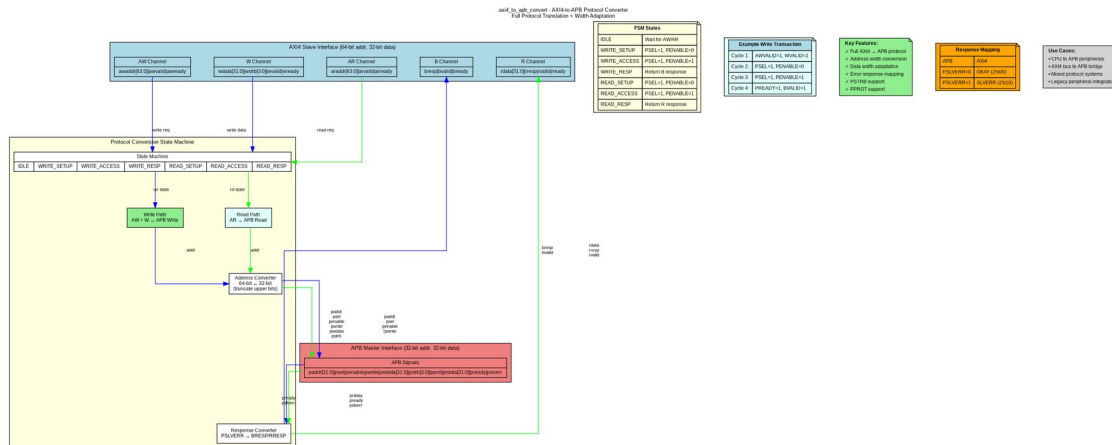 axi4_to_apb_convert - AXI4-to-APB Protocol Converter
Full Protocol Translation + Width Adaptation
AXI4 Slave Interface (64-bit addr, 32-bit data)
AW Channel
awaddr[63:0]|awvalid|awready
W Channel
wdata[31:0]|wstrb[3:0]|wvalid|wready
AR Channel
araddr[63:0]|arvalid|arready
B Channel
bresp|bvalid|bready
R Channel
rdata[31:0]|rresp|rvalid|rready
FSM States
IDLE Wait for AW/AR
WRITE_SETUP PSEL=1, PENABLE=0
WRITE_ACCESS PSEL=1, PENABLE=1
WRITE_RESP Return B response
READ_SETUP PSEL=1, PENABLE=0
READ_ACCESS PSEL=1, PENABLE=1
READ_RESP Return R response
Example Write Transaction
Cycle 1: AWVALID=1, WVALID=1
Cycle 2: PSEL=1, PENABLE=0
Cycle 3: PSEL=1, PENABLE=1
Cycle 4: PREADY=1, BVALID=1
Key Features:
✓ Full AXI4 → APB protocol
✓ Address width conversion
✓ Data width adaptation
✓ Error response mapping
✓ PSTRB support
✓ PPROT support
Response Mapping
APB AXI4
PSLVERR=0 OKAY (2'b00)
PSLVERR=1 SLVERR (2'b10)
Use Cases:
• CPU to APB peripherals
• AXI4 bus to APB bridge
• Mixed protocol systems
• Legacy peripheral integration
write req
write data
read req
Protocol Conversion State Machine
State Machine
IDLE WRITE_SETUP WRITE_ACCESS WRITE_RESP READ_SETUP READ_ACCESS READ_RESP
wr state
rd state
Write Path
AW + W → APB Write
Read Path
AR → APB Read
addr
addr
bresp
bvalid
rdata
rresp
rvalid
Address Converter
64-bit → 32-bit
(truncate upper bits)
paddr
psel
penable
pwrite
pwdata
pstrb
paddr
psel
penable
!pwrite
APB Master Interface (32-bit addr, 32-bit data)
APB Signals
paddr[31:0]|psel|penable|pwrite|pwdata[31:0]|pstrb[3:0]|pprot|prdata[31:0]|pready|pslverr
pready
pslverr
prdata
pready
pslverr
Response Converter
PSLVERR → BRESP/RRESP